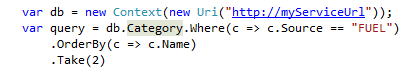 var db = new Context(new Uri("http://myServiceUrl"));
var query = db.Category.Where(c => c.Source == "FUEL")
.OrderBy(c => c.Name)
.Take(2)